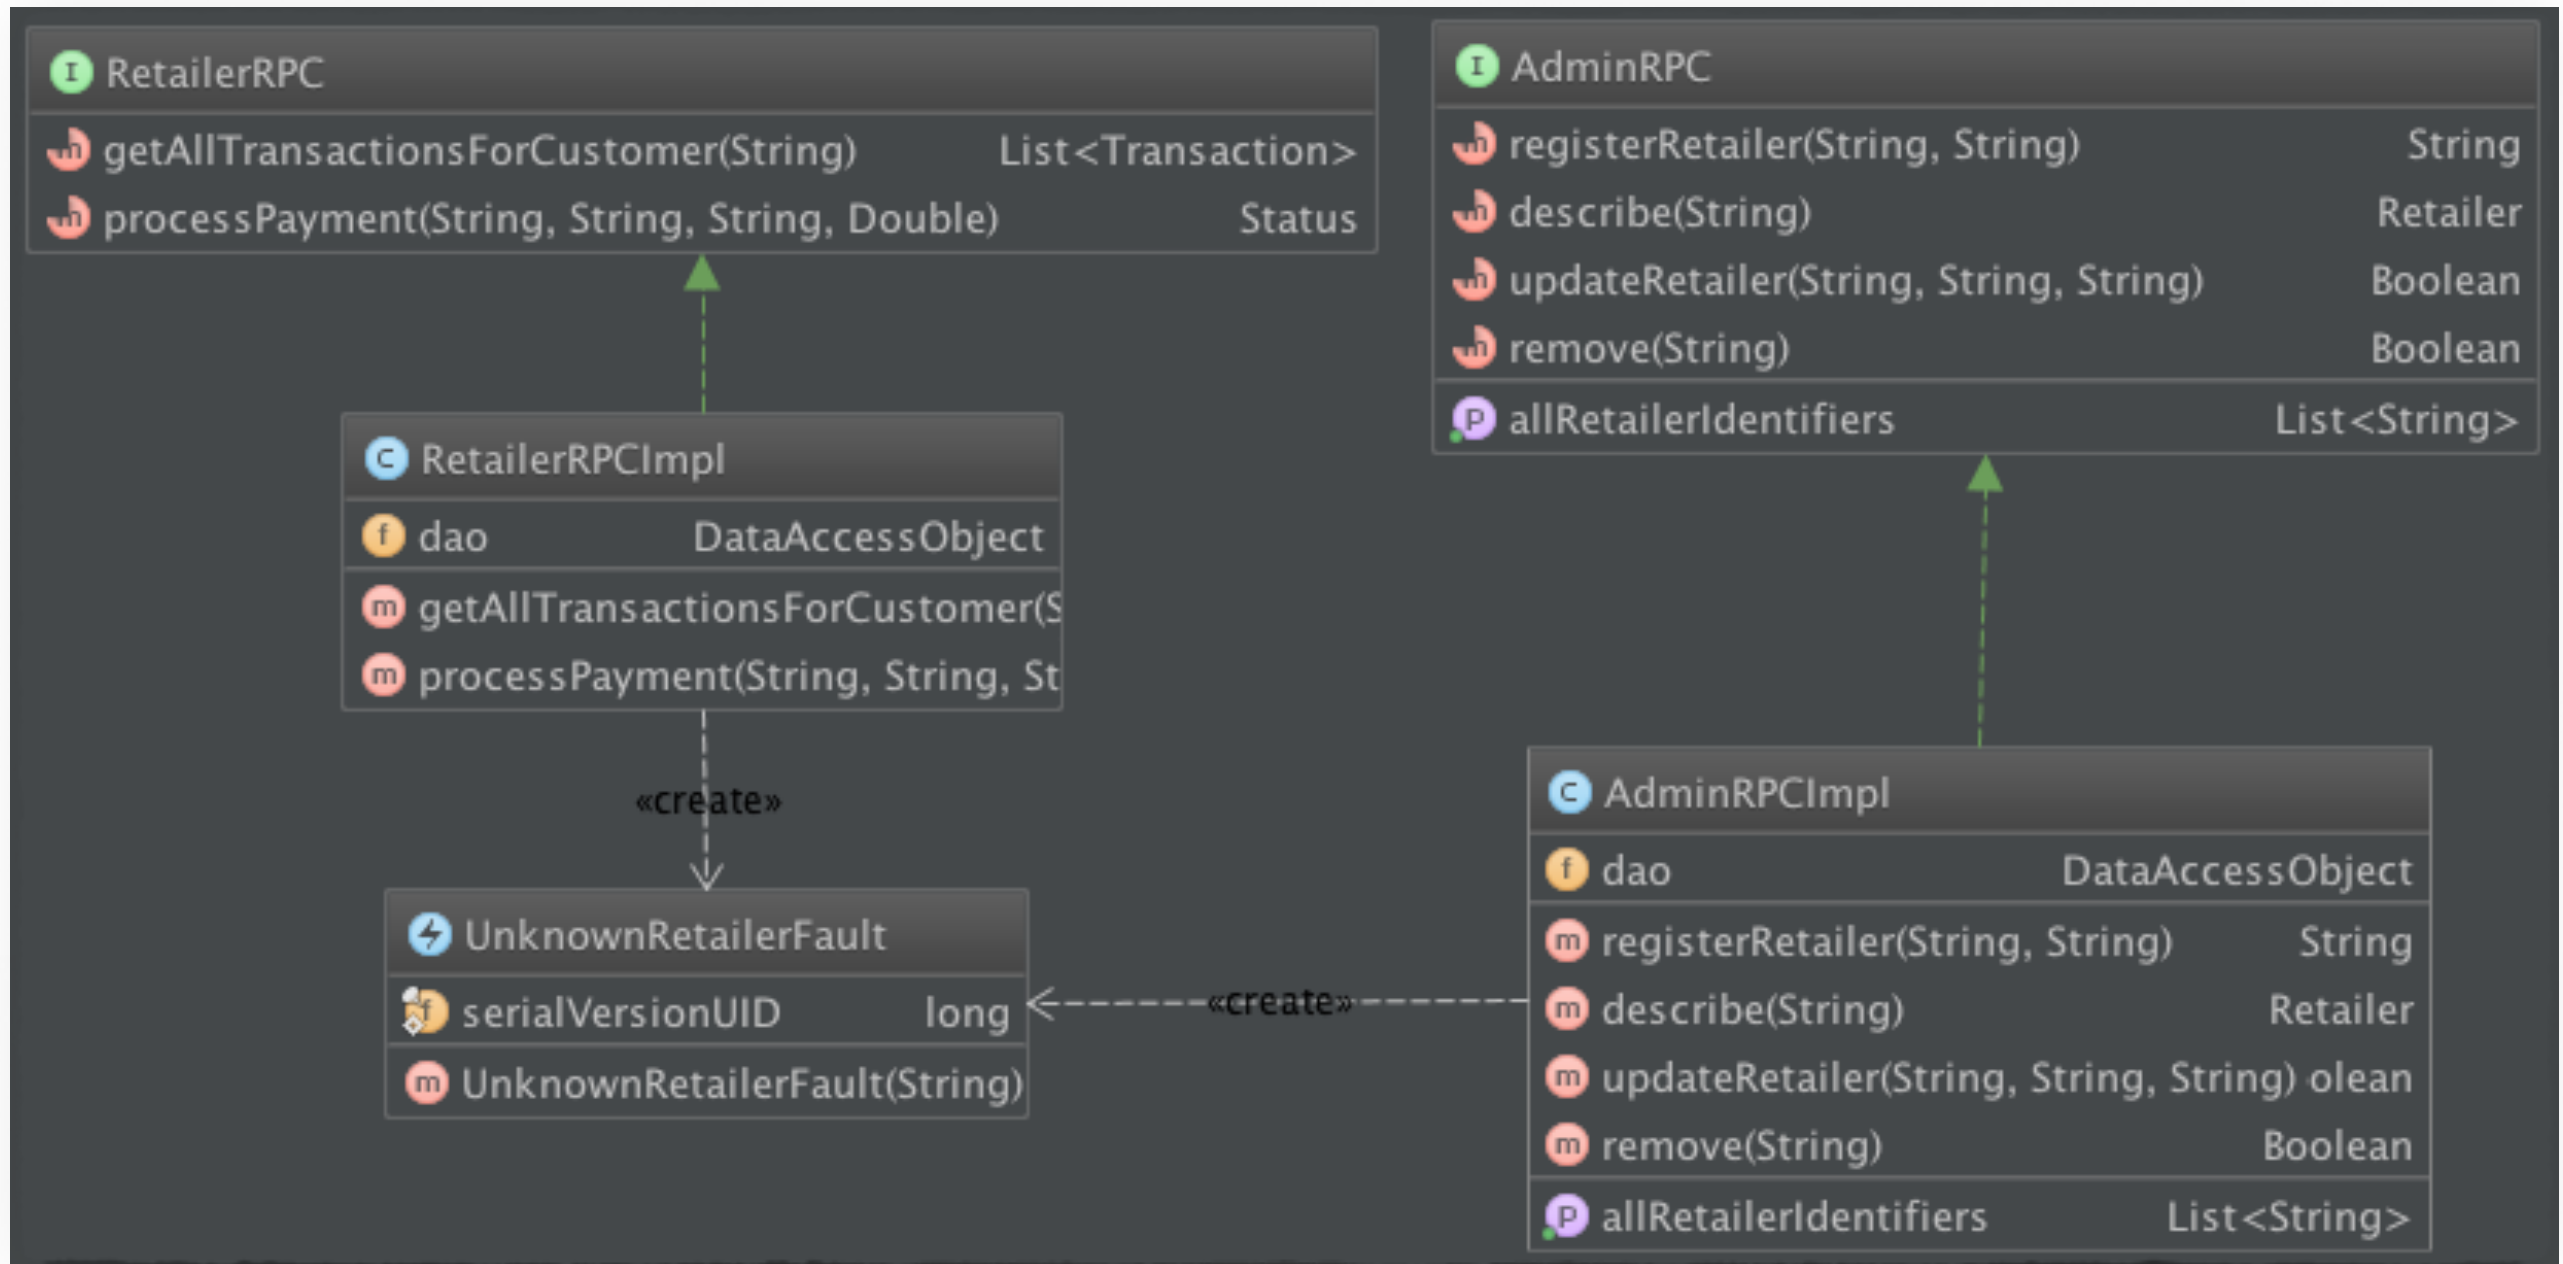 RetailerRPC
getAllTransactionsForCustomer(String) List<Transaction>
processPayment(String, String, String, Double) Status
AdminRPC
registerRetailer(String, String) String
describe(String) Retailer
updateRetailer(String, String, String) Boolean
remove(String) Boolean
allRetailerIdentifiers List<String>
RetailerRPCImpl
dao DataAccessObject
getAllTransactionsForCustomer(S
processPayment(String, String, St
«create»
UnknownRetailerFault
serialVersionUID long
UnknownRetailerFault(String)
«create»
AdminRPCImpl
dao DataAccessObject
registerRetailer(String, String) String
describe(String) Retailer
updateRetailer(String, String, String) olean
remove(String) Boolean
allRetailerIdentifiers List<String>